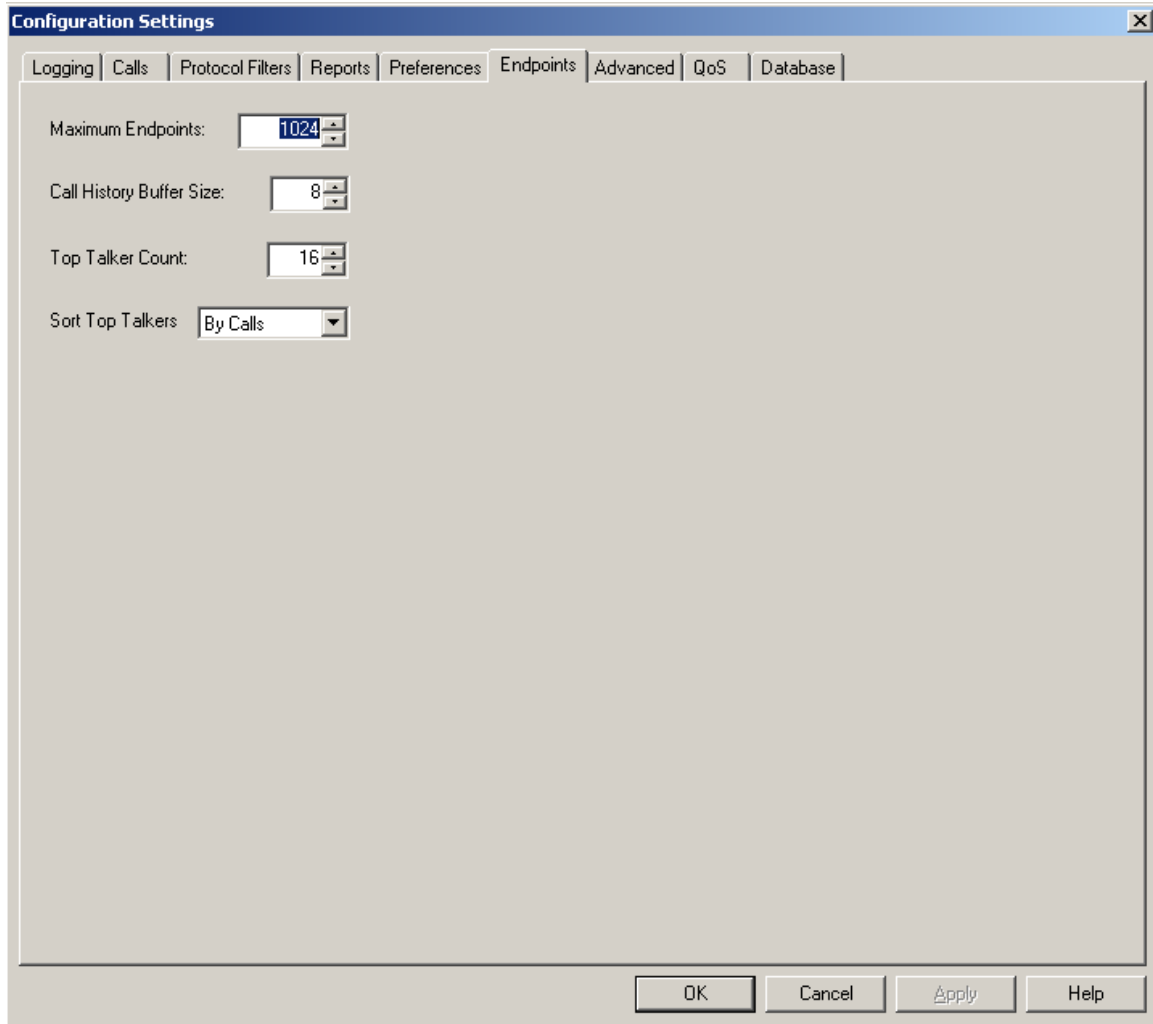 Configuration Settings
Logging Calls Protocol Filters Reports Preferences Endpoints Advanced QoS Database
Maximum Endpoints: 1024
Call History Buffer Size: 8
Top Talker Count: 16
Sort Top Talkers By Calls
OK Cancel Apply Help